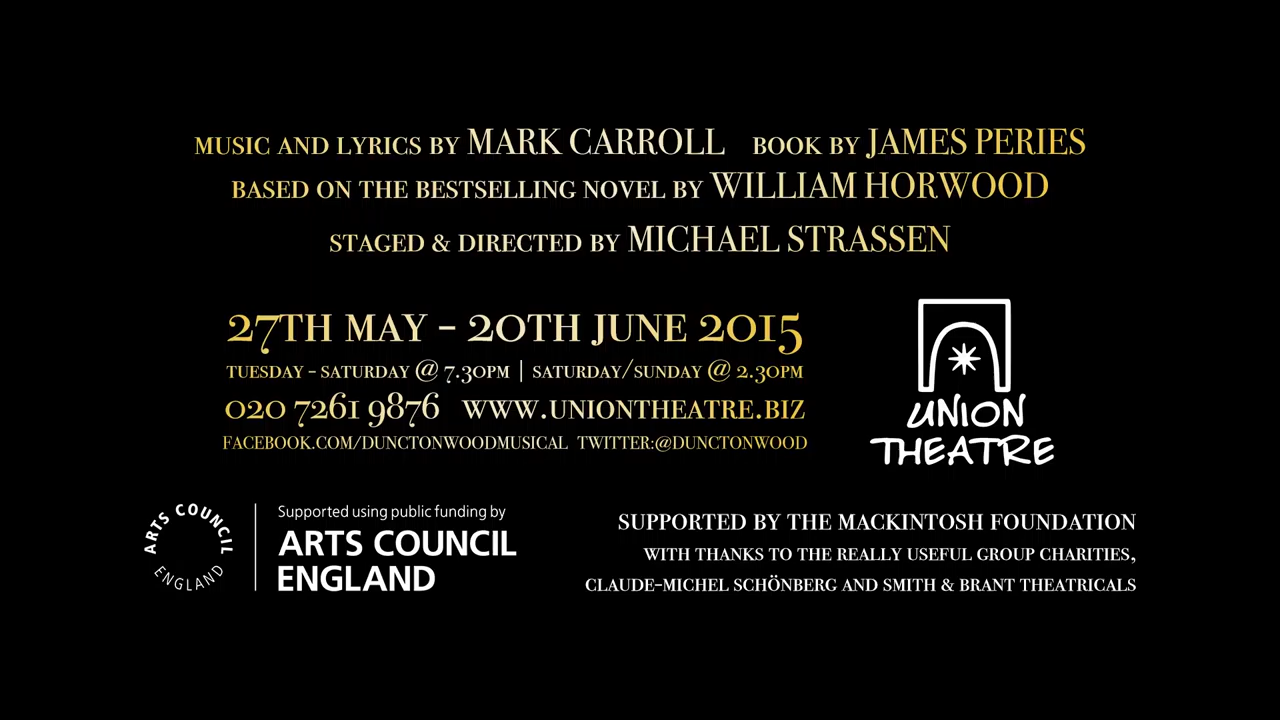 MUSIC AND LYRICS BY MARK CARROLL BOOK BY JAMES PERIES
BASED ON THE BESTSELLING NOVEL BY WILLIAM HORWOOD
STAGED & DIRECTED BY MICHAEL STRASSEN
27TH MAY - 20TH JUNE 2015
TUESDAY - SATURDAY @ 7.30PM | SATURDAY/SUNDAY @ 2.30PM
020 7261 9876 WWW.UNIONTHEATRE.BIZ
FACEBOOK.COM/DUNCTONWOODMUSICAL TWITTER:@DUNCTONWOOD
UNION
THEATRE
ARTS COUNCIL
ENGLAND
Supported using public funding by
ARTS COUNCIL
ENGLAND
SUPPORTED BY THE MACKINTOSH FOUNDATION
WITH THANKS TO THE REALLY USEFUL GROUP CHARITIES,
CLAUDE-MICHEL SCHÖNBERG AND SMITH & BRANT THEATRICALS